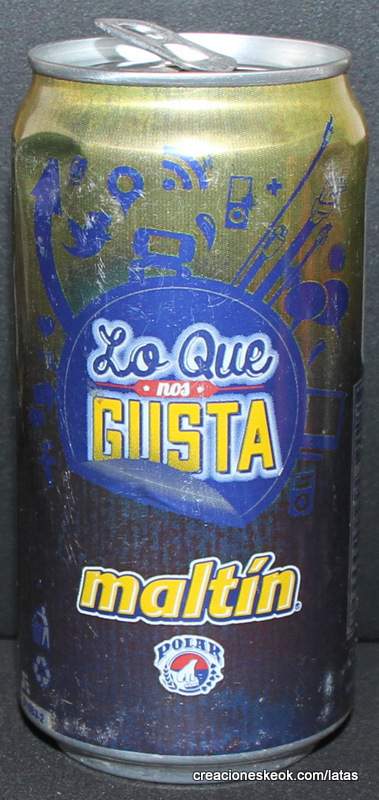 Lo Que
nos
GUSTA
maltín
POLAR
creacioneskeok.com/latas